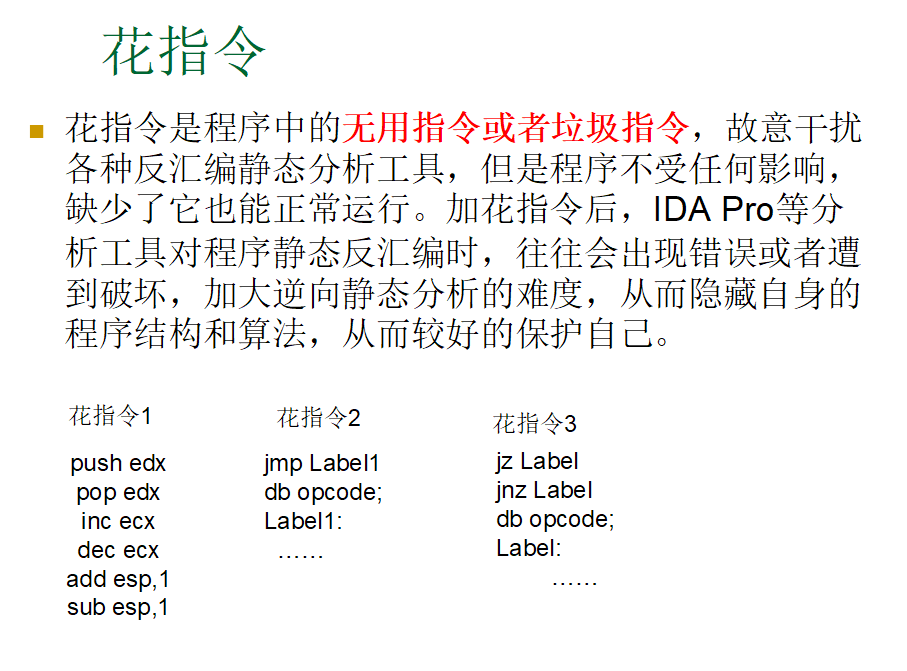 花指令
花指令是程序中的无用指令或者垃圾指令，故意干扰
各种反汇编静态分析工具，但是程序不受任何影响，
缺少了它也能正常运行。加花指令后，IDA Pro等分
析工具对程序静态反汇编时，往往会出现错误或者遭
到破坏，加大逆向静态分析的难度，从而隐藏自身的
程序结构和算法，从而较好的保护自己。
花指令1
push edx
pop edx
inc ecx
dec ecx
add esp,1
sub esp,1
花指令2
jmp Label1
db opcode;
Label1:
……
花指令3
jz Label
jnz Label
db opcode;
Label:
……